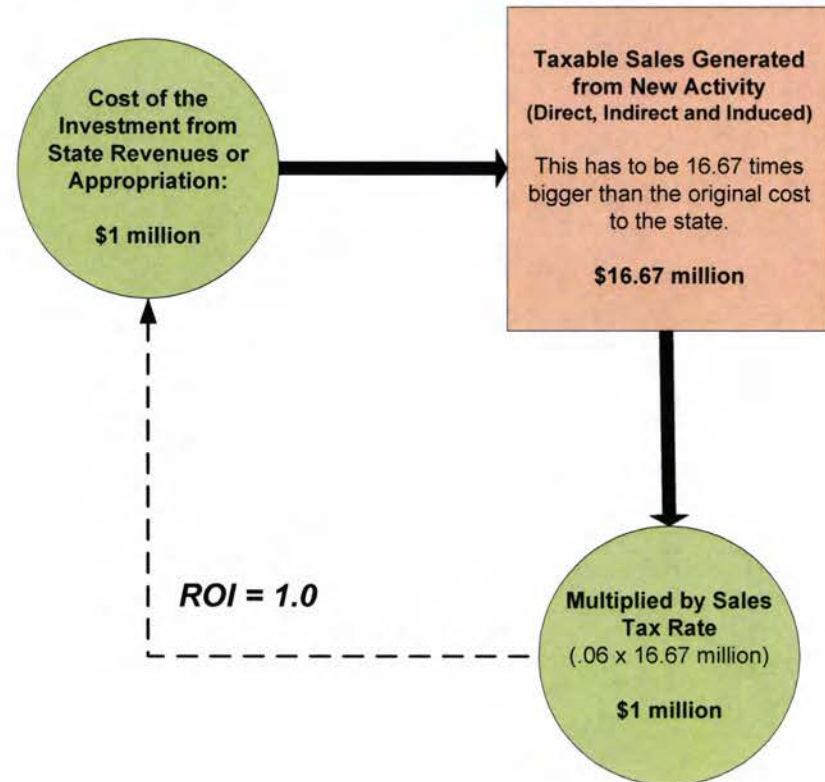 Cost of the
Investment from
State Revenues or
Appropriation:
$1 million
Taxable Sales Generated
from New Activity
(Direct, Indirect and Induced)
This has to be 16.67 times
bigger than the original cost
to the state.
$16.67 million
Multiplied by Sales
Tax Rate
(.06 x 16.67 million)
$1 million
ROI = 1.0